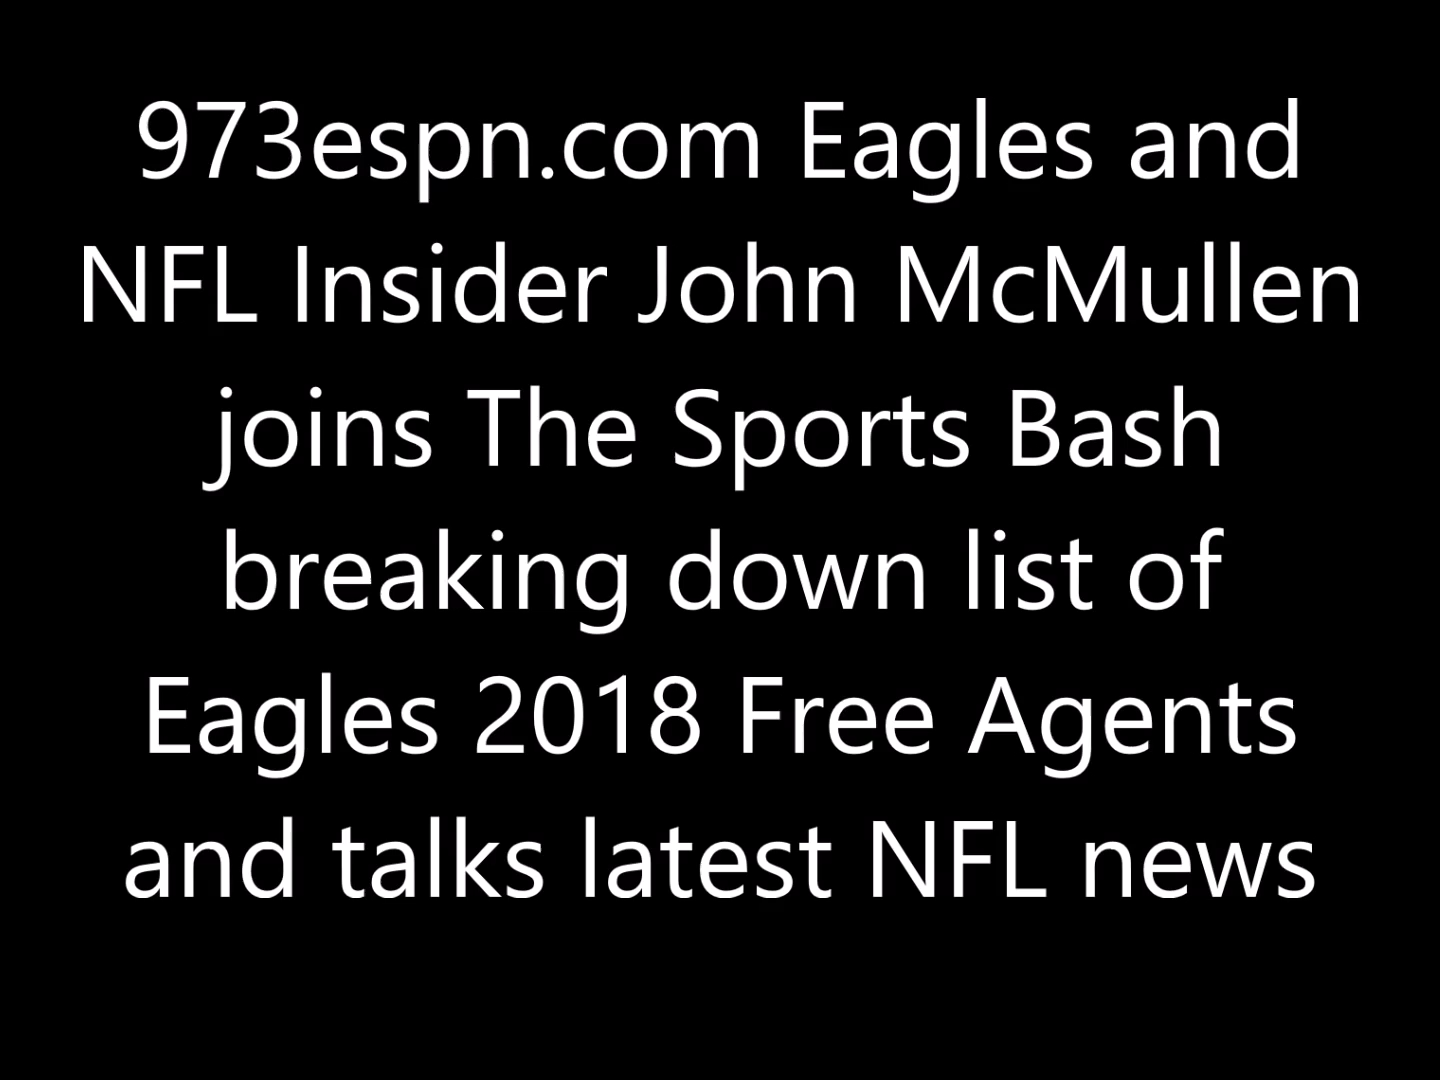 973espn.com Eagles and
NFL Insider John McMullen
joins The Sports Bash
breaking down list of
Eagles 2018 Free Agents
and talks latest NFL news